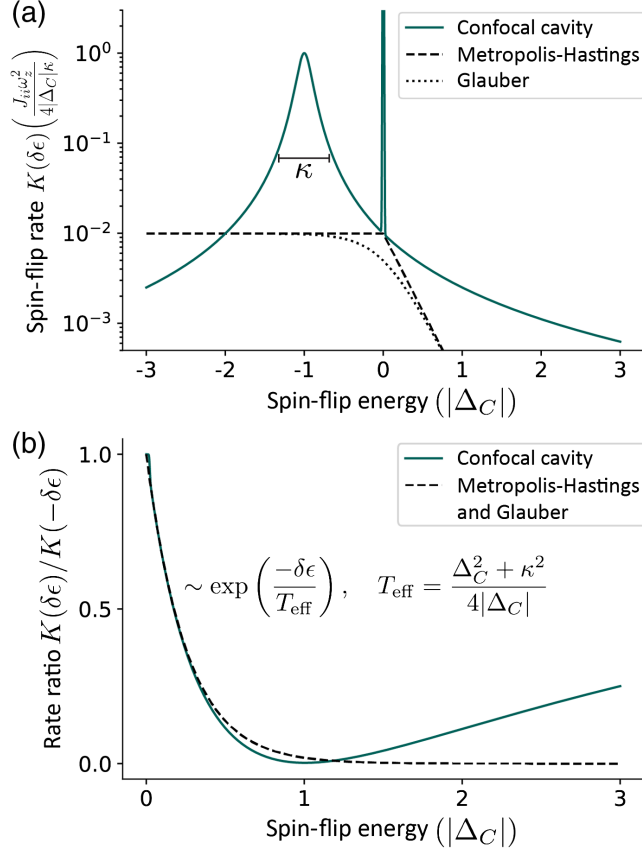 (a)
Confocal cavity
Metropolis-Hastings
Glauber
Spin-flip rate K(δϵ) (J_{ii}ω_z^2 / 4|Δ_C|κ)
10^0
10^{-1}
10^{-2}
10^{-3}
κ
-3 -2 -1 0 1 2 3
Spin-flip energy (|Δ_C|)
(b)
Confocal cavity
Metropolis-Hastings
and Glauber
Rate ratio K(δϵ)/K(−δϵ)
1.0
0.5
0.0
∼ exp(−δϵ / T_eff), T_eff = (Δ_C^2 + κ^2) / 4|Δ_C|
0 1 2 3
Spin-flip energy (|Δ_C|)